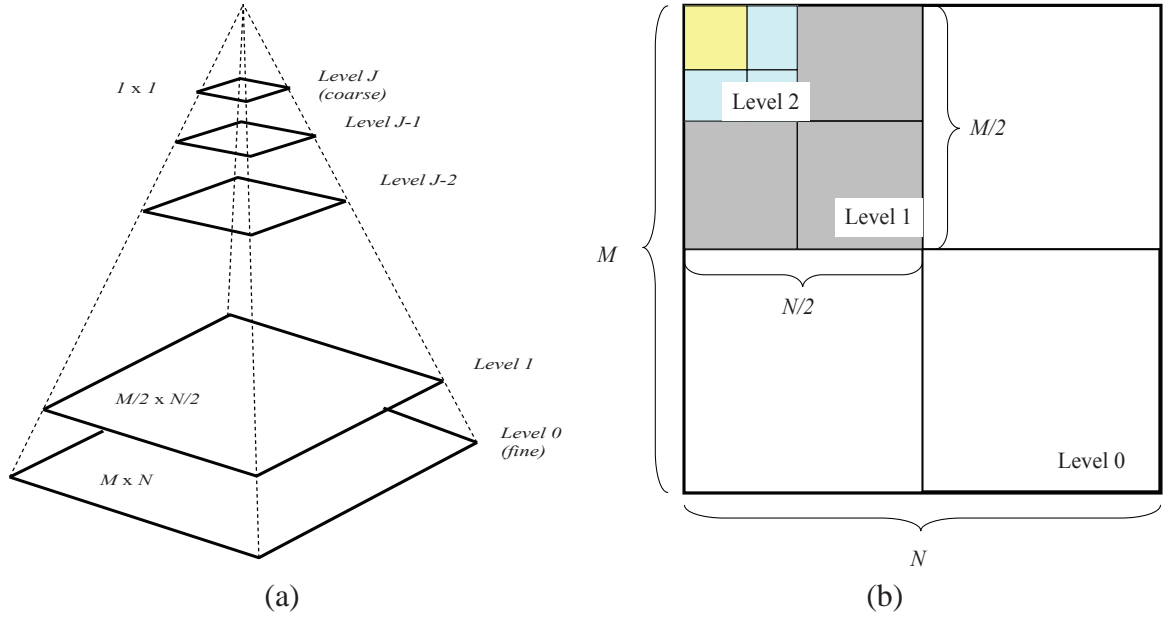 1 x 1
Level J
(coarse)
Level J-1
Level J-2
Level 1
M/2 x N/2
Level 0
(fine)
M x N
(a)
Level 2
M/2
Level 1
M
N/2
Level 0
N
(b)